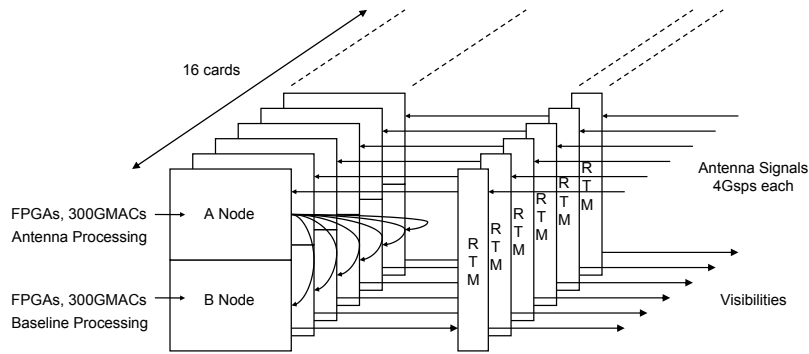 16 cards
Antenna Signals
4Gsps each
FPGAs, 300GMACs
Antenna Processing
A Node
FPGAs, 300GMACs
Baseline Processing
B Node
Visibilities
R
T
M
R
T
M
R
T
M
R
T
M
R
T
M
R
T
M